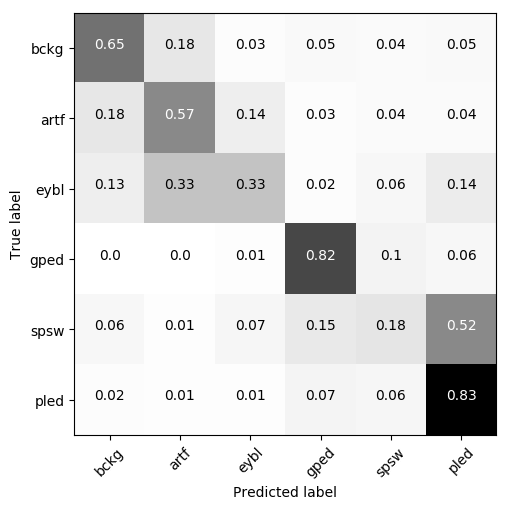 bckg 0.65 0.18 0.03 0.05 0.04 0.05
artf 0.18 0.57 0.14 0.03 0.04 0.04
eybl 0.13 0.33 0.33 0.02 0.06 0.14
gped 0.0 0.0 0.01 0.82 0.1 0.06
spsw 0.06 0.01 0.07 0.15 0.18 0.52
pled 0.02 0.01 0.01 0.07 0.06 0.83
bckg artf eybl gped spsw pled
True label
Predicted label